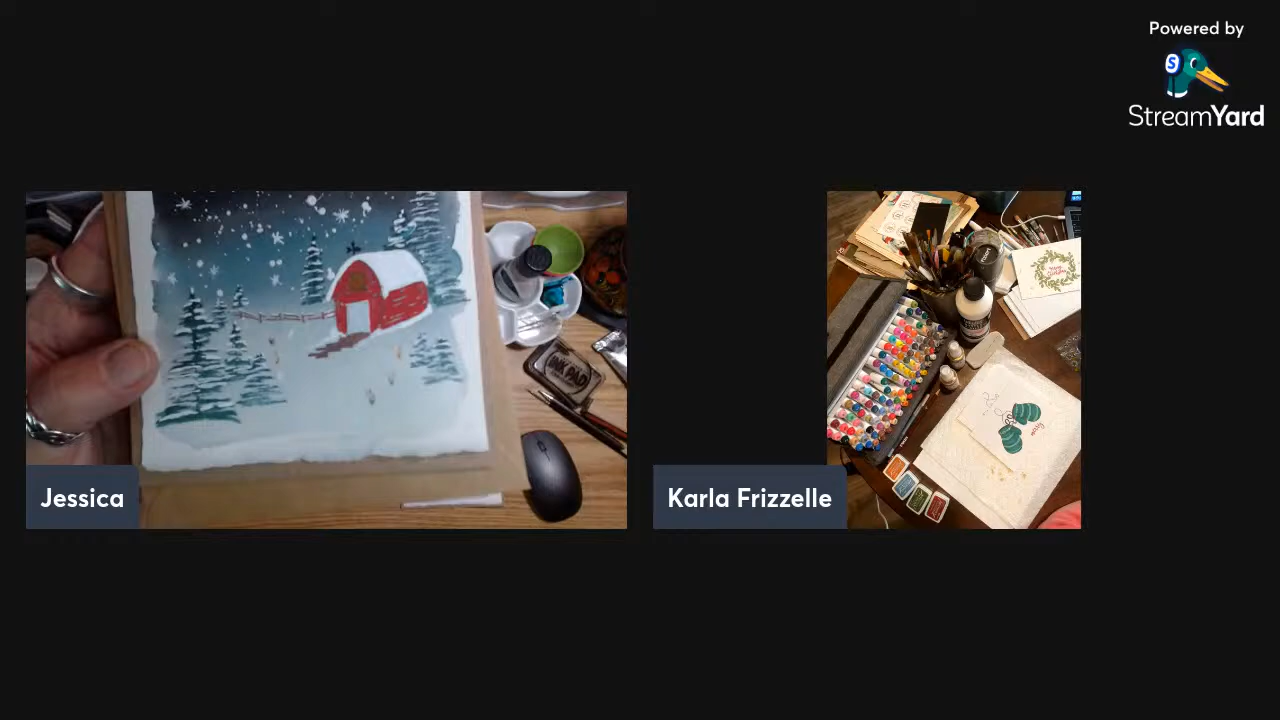 Powered by
S
StreamYard
INK PAD
Jessica
Karla Frizzelle